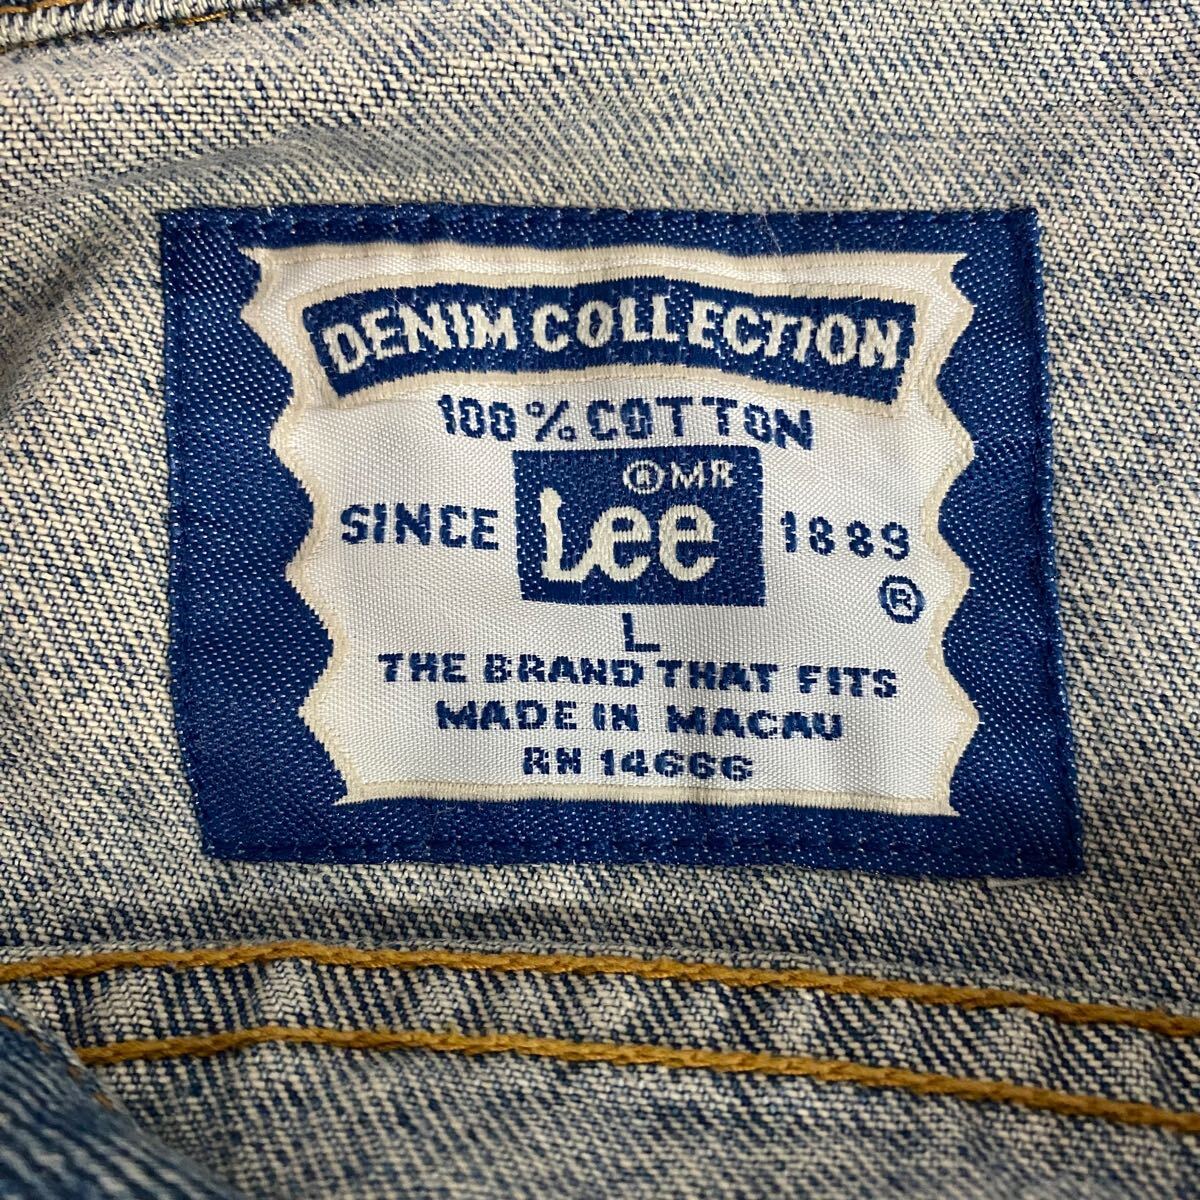 DENIM COLLECTION
100% COTTON
®MR
SINCE Lee 1889
®
L
THE BRAND THAT FITS
MADE IN MACAU
RN 14666